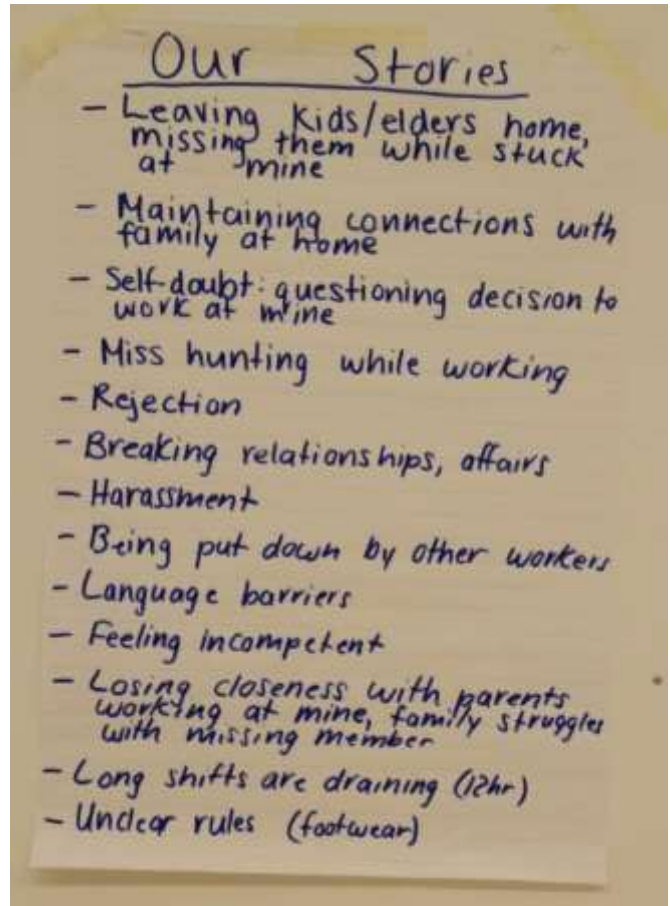 Our Stories
- Leaving kids/elders home,
missing them while stuck
at mine
- Maintaining connections with
family at home
- Self-doubt: questioning decision to
work at mine
- Miss hunting while working
- Rejection
- Breaking relationships, affairs
- Harassment
- Being put down by other workers
- Language barriers
- Feeling incompetent
- Losing closeness with parents
working at mine, family struggles
with missing member
- Long shifts are draining (12hr)
- Unclear rules (footwear)